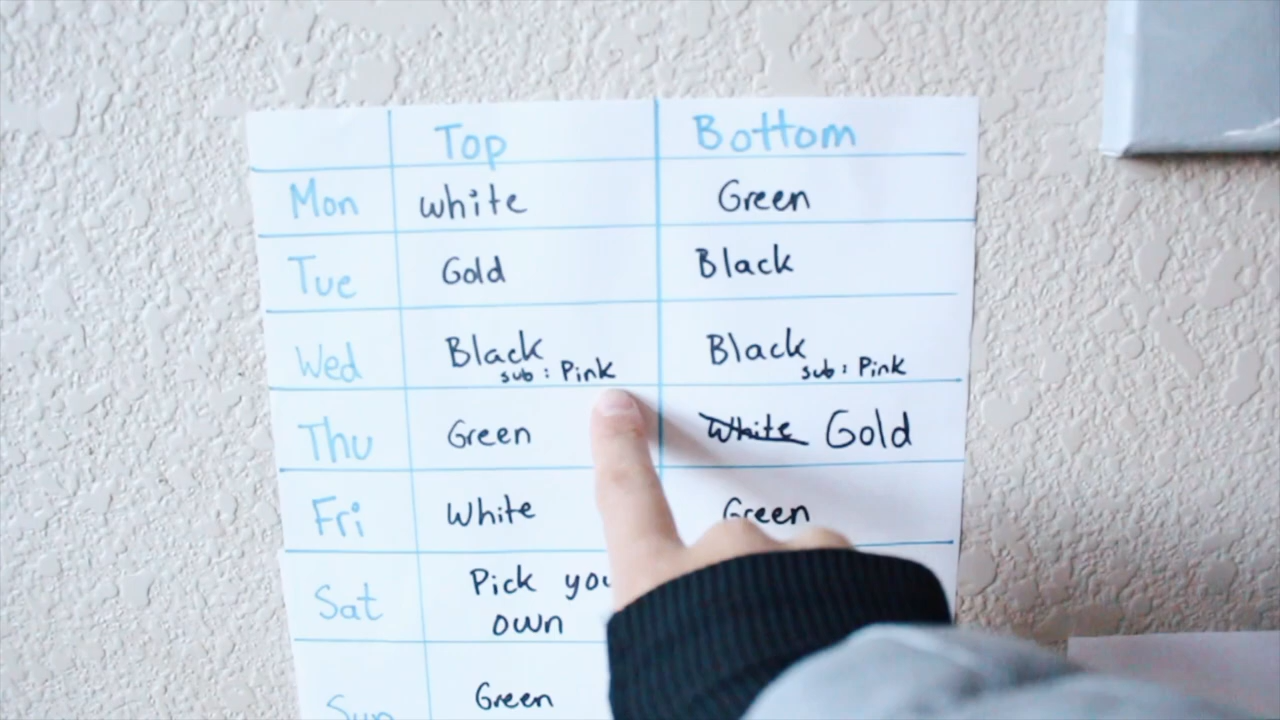 Top Bottom
Mon white Green
Tue Gold Black
Wed Black Black
sub : Pink sub : Pink
Thu Green White Gold
Fri White Green
Sat Pick you
own
Sun Green